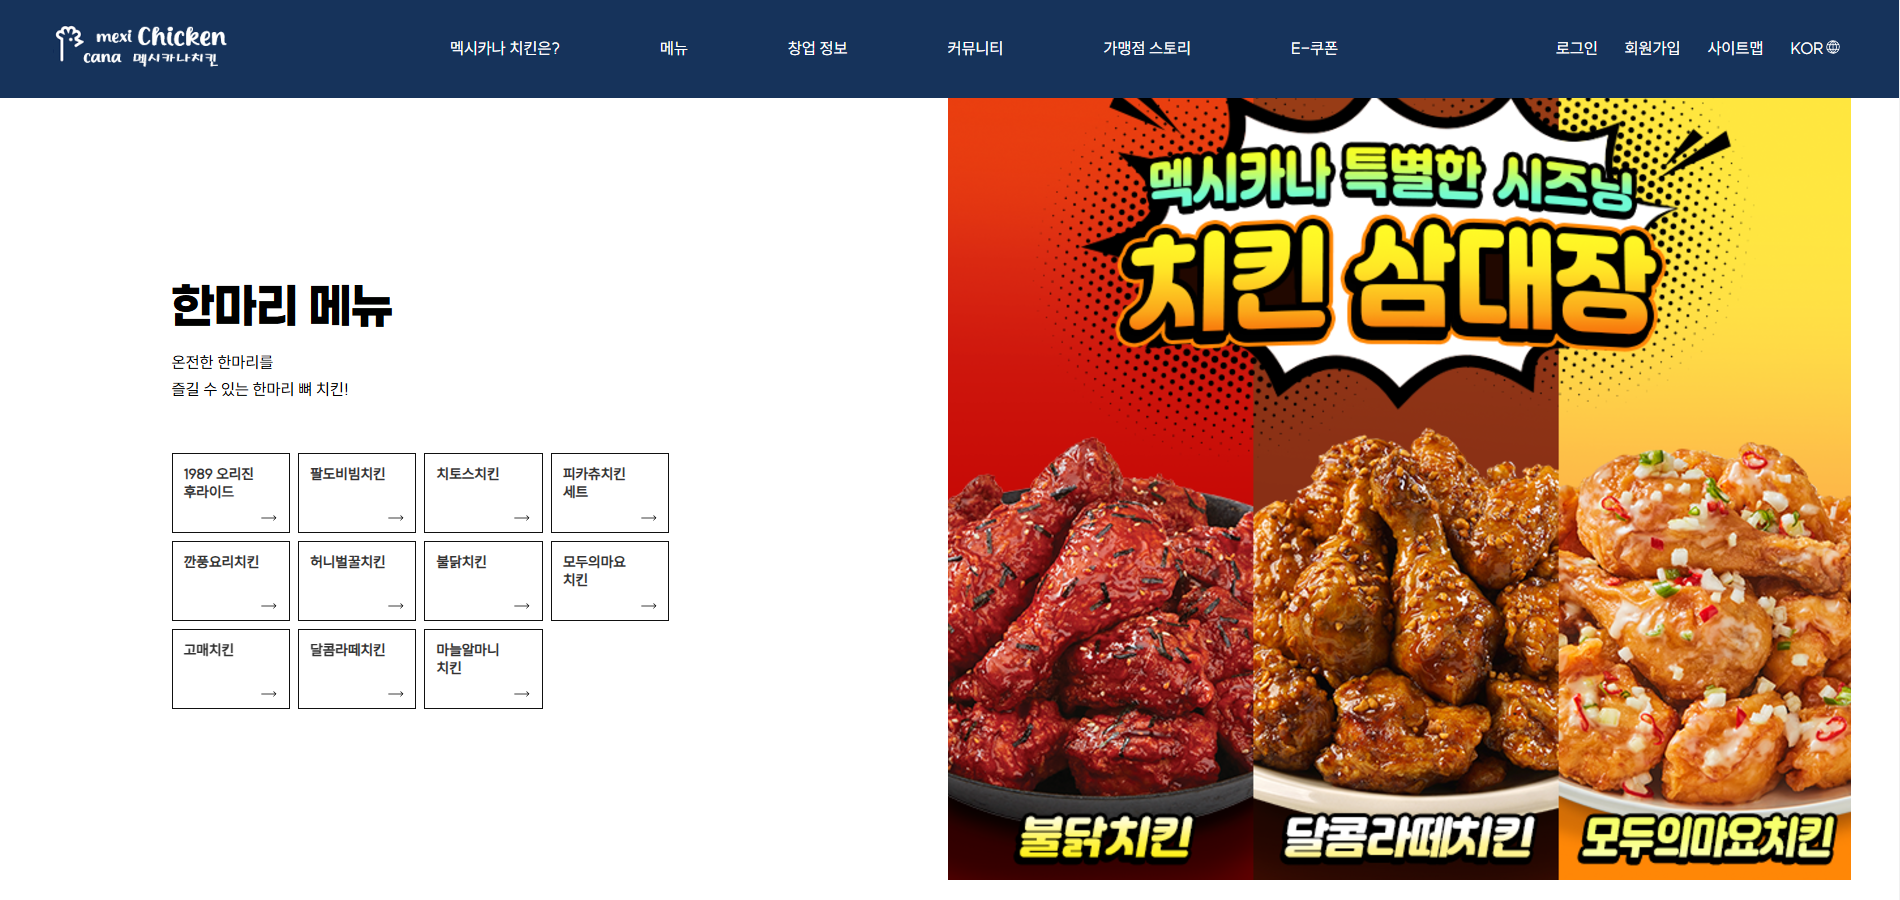 mexi Chicken
cana 멕시카나치킨
멕시카나 치킨은?
메뉴
창업 정보
커뮤니티
가맹점 스토리
E-쿠폰
로그인
회원가입
사이트맵
KOR
한마리 메뉴
온전한 한마리를
즐길 수 있는 한마리 뼈 치킨!
1989 오리진
후라이드
팔도비빔치킨
치토스치킨
피카츄치킨
세트
깐풍요리치킨
허니벌꿀치킨
불닭치킨
모두의마요
치킨
고매치킨
달콤라떼치킨
마늘알마니
치킨
멕시카나 특별한 시즈닝
치킨 삼대장
불닭치킨
달콤라떼치킨
모두의마요치킨